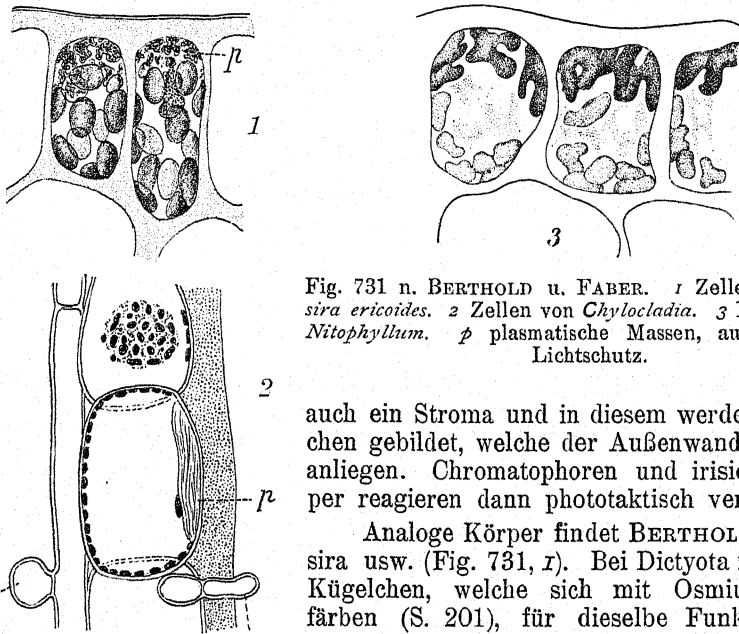 p
1
3
Fig. 731 n. BERTHOLD u. FABER. 1 Zelle
sira ericoides. 2 Zellen von Chylocladia. 3
Nitophyllum. p plasmatische Massen, au
Lichtschutz.
2
p
auch ein Stroma und in diesem werde
chen gebildet, welche der Außenwand
anliegen. Chromatophoren und irisi
per reagieren dann phototaktisch ver
Analoge Körper findet BERTHOL
sira usw. (Fig. 731, 1). Bei Dictyota
Kügelchen, welche sich mit Osmiu
färben (S. 201), für dieselbe Funk